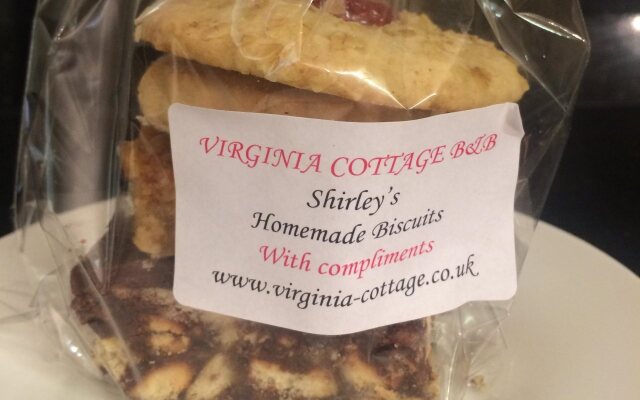 VIRGINIA COTTAGE B&B
Shirley's
Homemade Biscuits
With compliments
www.virginia-cottage.co.uk